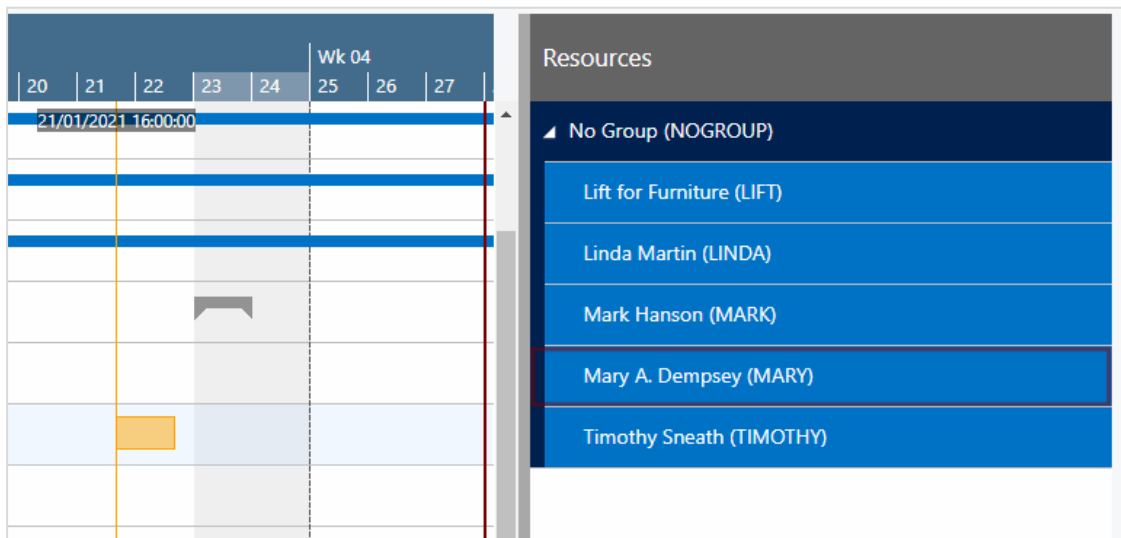 Wk 04
20 21 22 23 24 25 26 27
21/01/2021 16:00:00
Resources
No Group (NOGROUP)
Lift for Furniture (LIFT)
Linda Martin (LINDA)
Mark Hanson (MARK)
Mary A. Dempsey (MARY)
Timothy Sneath (TIMOTHY)